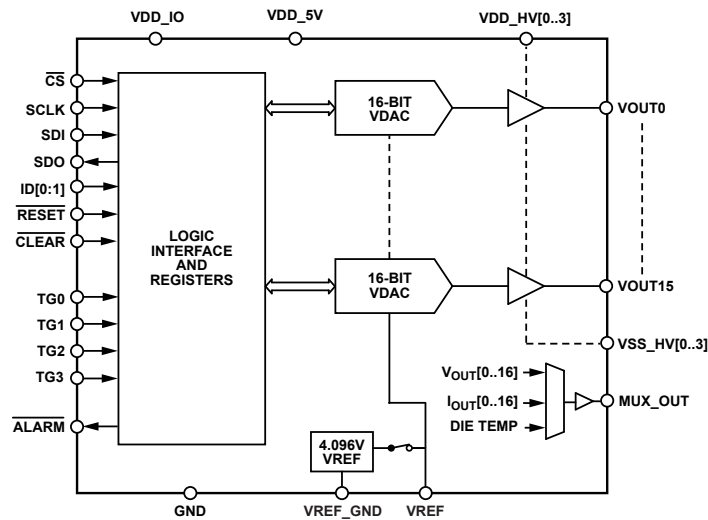 VDD_IO
VDD_5V
VDD_HV[0..3]
CS
SCLK
SDI
SDO
ID[0:1]
RESET
CLEAR
TG0
TG1
TG2
TG3
ALARM
LOGIC
INTERFACE
AND
REGISTERS
16-BIT
VDAC
16-BIT
VDAC
VOUT0
VOUT15
VSS_HV[0..3]
VOUT[0..16]
IOUT[0..16]
DIE TEMP
MUX_OUT
4.096V
VREF
GND
VREF_GND
VREF